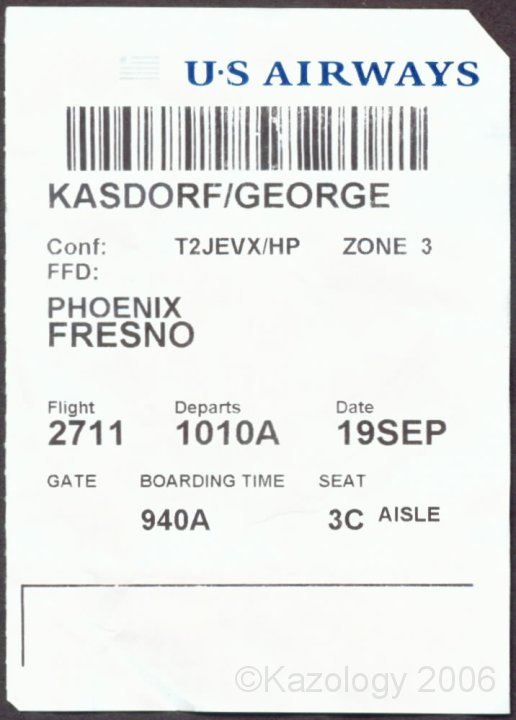 U·S AIRWAYS
KASDORF/GEORGE
Conf: T2JEVX/HP ZONE 3
FFD:
PHOENIX
FRESNO
Flight Departs Date
2711 1010A 19SEP
GATE BOARDING TIME SEAT
940A 3C AISLE
©Kazology 2006